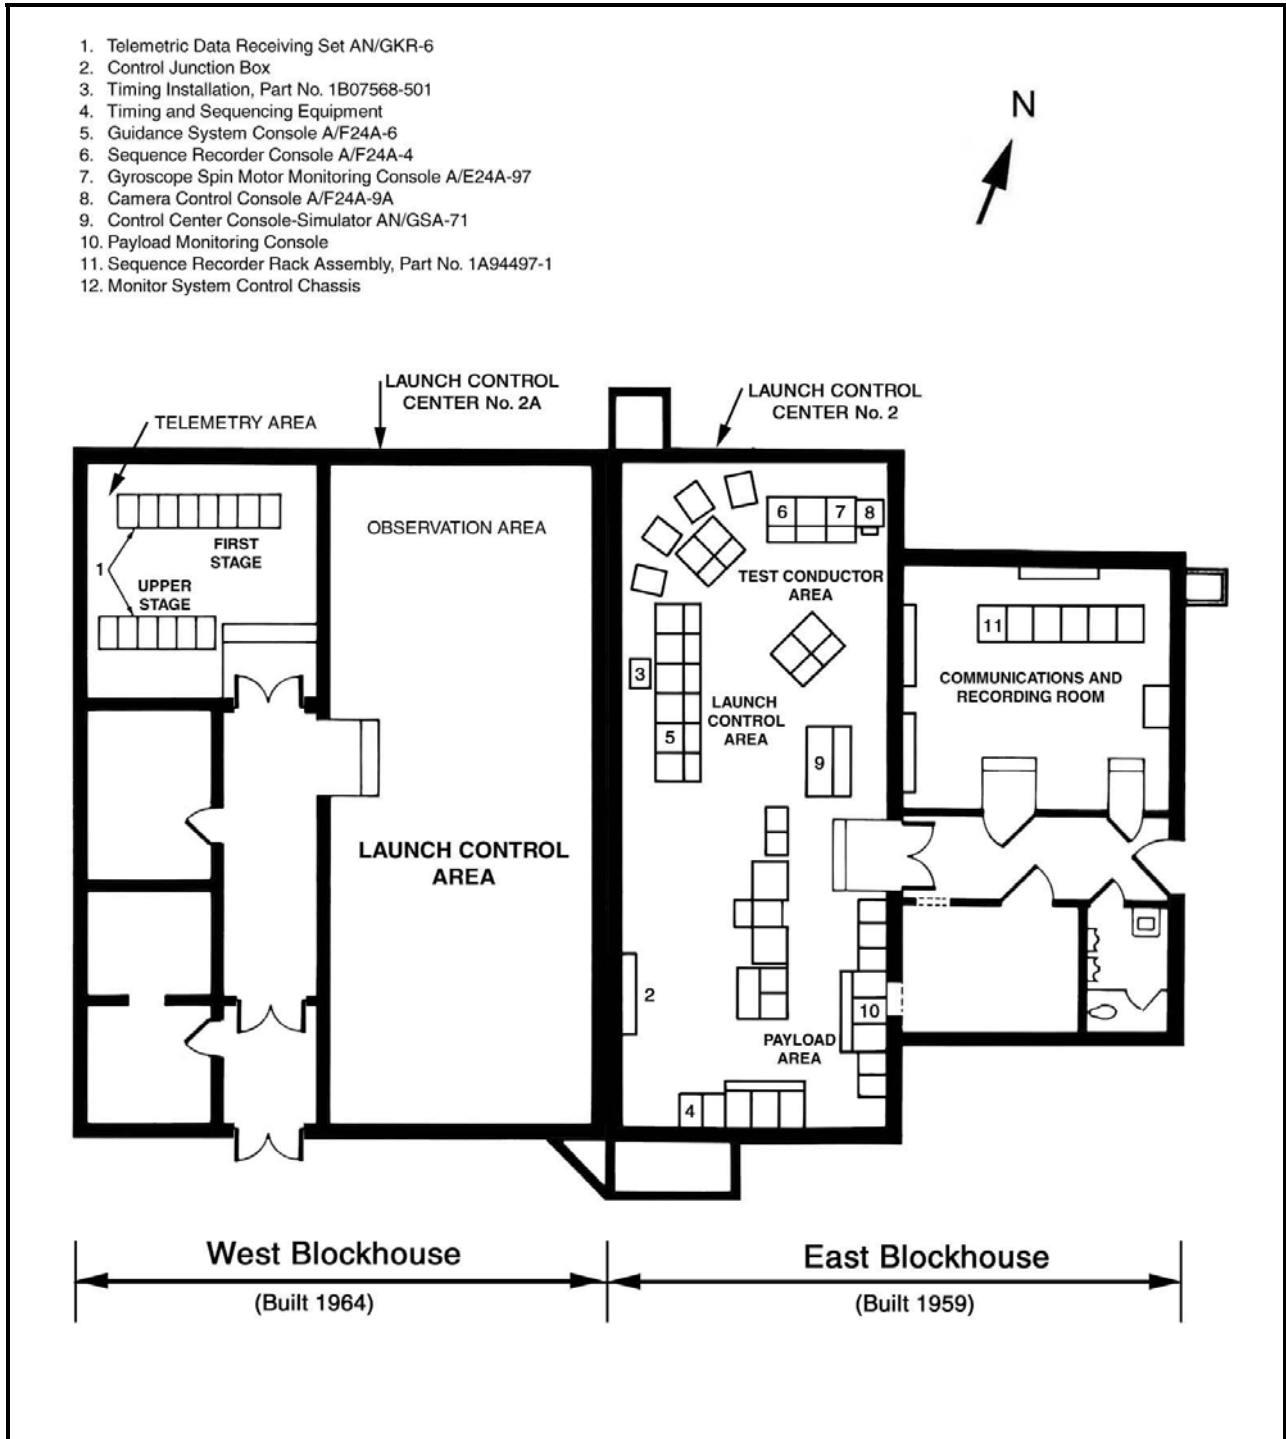 1. Telemetric Data Receiving Set AN/GKR-6
2. Control Junction Box
3. Timing Installation, Part No. 1B07568-501
4. Timing and Sequencing Equipment
5. Guidance System Console A/F24A-6
6. Sequence Recorder Console A/F24A-4
7. Gyroscope Spin Motor Monitoring Console A/E24A-97
8. Camera Control Console A/F24A-9A
9. Control Center Console-Simulator AN/GSA-71
10. Payload Monitoring Console
11. Sequence Recorder Rack Assembly, Part No. 1A94497-1
12. Monitor System Control Chassis
N
LAUNCH CONTROL
CENTER No. 2A
LAUNCH CONTROL
CENTER No. 2
TELEMETRY AREA
OBSERVATION AREA
FIRST
STAGE
1
UPPER
STAGE
6
7
8
TEST CONDUCTOR
AREA
11
3
COMMUNICATIONS AND
RECORDING ROOM
LAUNCH
CONTROL
AREA
5
9
LAUNCH CONTROL
AREA
2
10
PAYLOAD
AREA
4
West Blockhouse
(Built 1964)
East Blockhouse
(Built 1959)